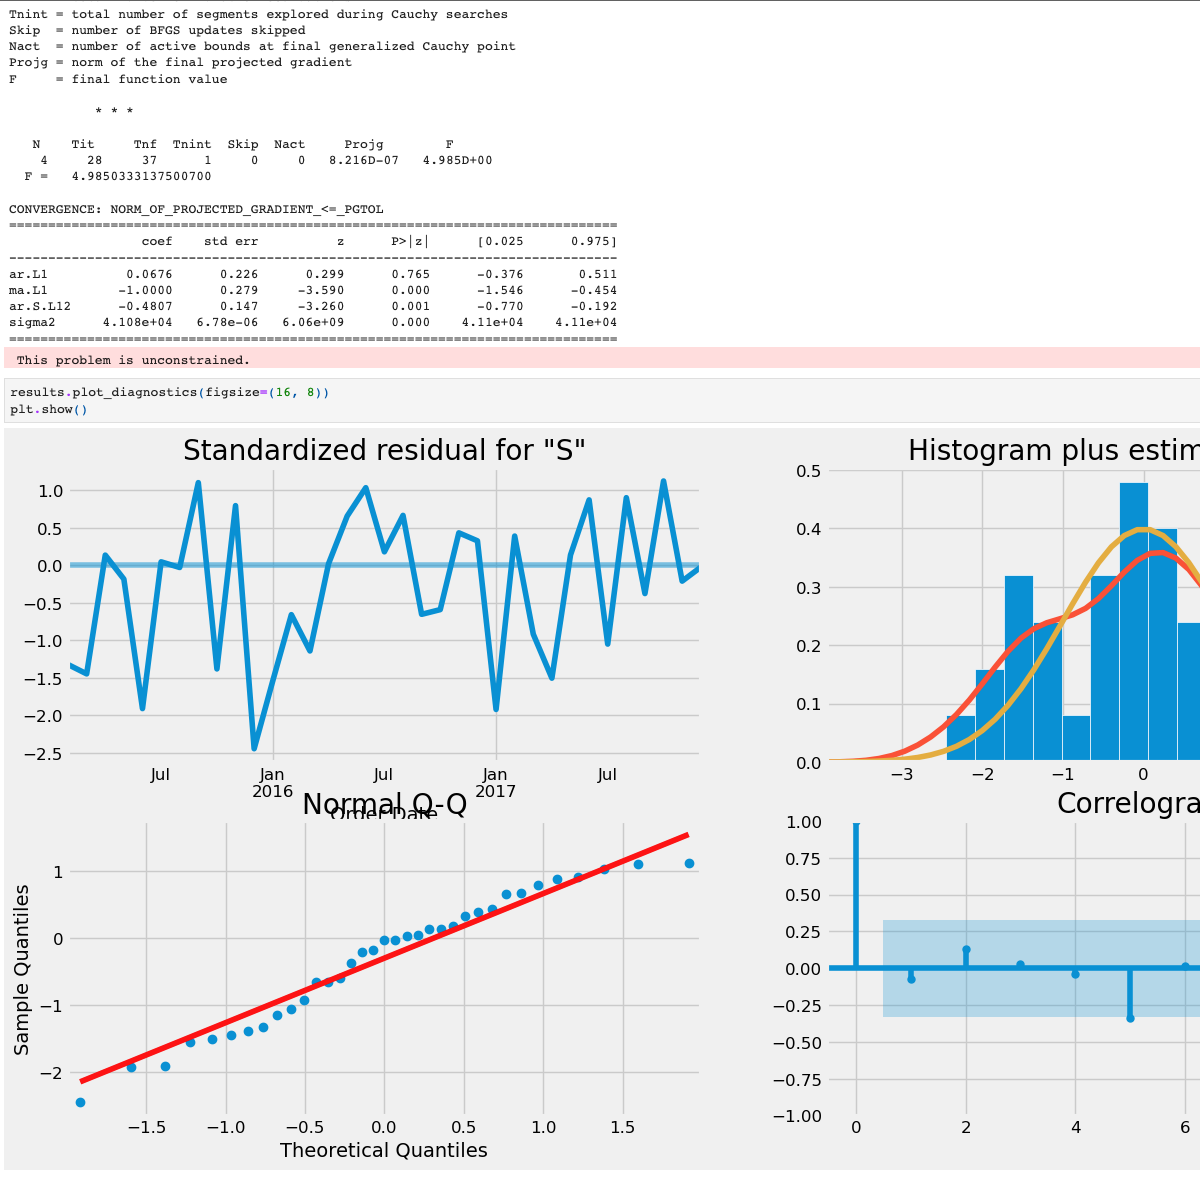 Tnint = total number of segments explored during Cauchy searches
Skip  = number of BFGS updates skipped
Nact  = number of active bounds at final generalized Cauchy point
Projg = norm of the final projected gradient
F     = final function value
* * *
N    Tit     Tnf  Tnint  Skip  Nact     Projg        F
4     28     37      1     0     0   8.216D-07   4.985D+00
F =   4.9850333137500700
CONVERGENCE: NORM_OF_PROJECTED_GRADIENT_<=_PGTOL
==============================================================================
coef    std err          z      P>|z|      [0.025      0.975]
------------------------------------------------------------------------------
ar.L1          0.0676      0.226      0.299      0.765      -0.376       0.511
ma.L1         -1.0000      0.279     -3.590      0.000      -1.546      -0.454
ar.S.L12      -0.4807      0.147     -3.260      0.001      -0.770      -0.192
sigma2      4.108e+04   6.78e-06   6.06e+09      0.000    4.11e+04    4.11e+04
==============================================================================
This problem is unconstrained.
results.plot_diagnostics(figsize=(16, 8))
plt.show()
Standardized residual for "S"
1.0
0.5
0.0
−0.5
−1.0
−1.5
−2.0
−2.5
Jul Jan Jul Jan Jul
2016 2017
Order Date
Histogram plus estim
0.5
0.4
0.3
0.2
0.1
0.0
−3 −2 −1 0
Normal Q-Q
Sample Quantiles
1
0
−1
−2
−1.5 −1.0 −0.5 0.0 0.5 1.0 1.5
Theoretical Quantiles
Correlogra
1.00
0.75
0.50
0.25
0.00
−0.25
−0.50
−0.75
−1.00
0 2 4 6